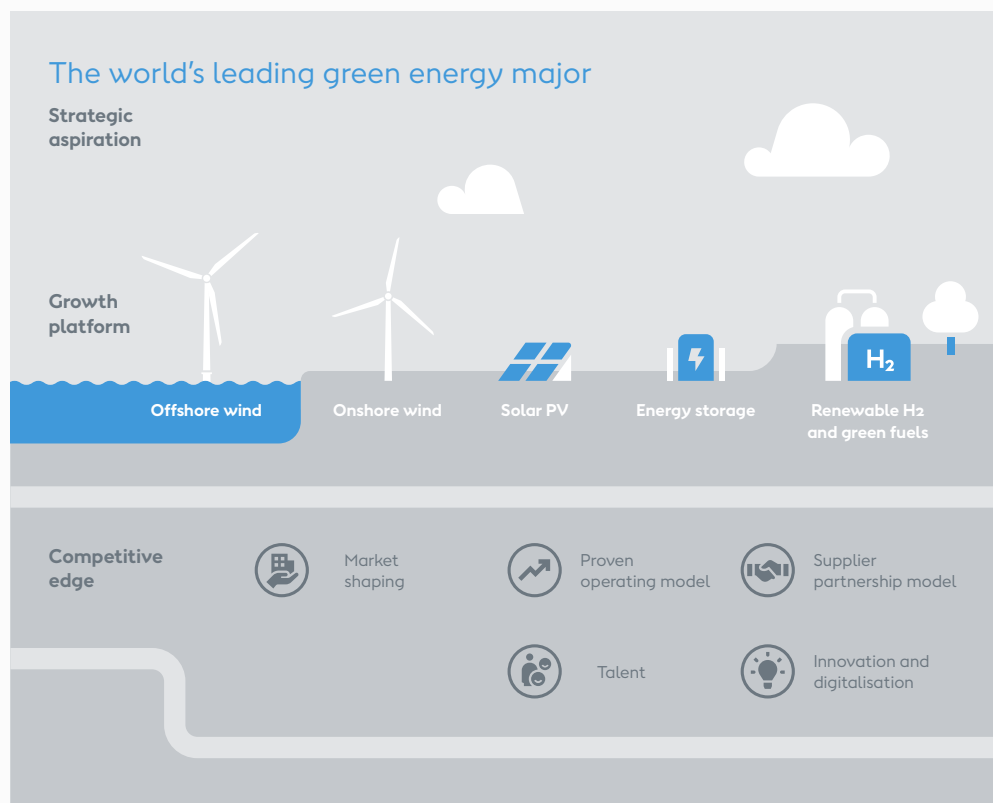 The world's leading green energy major
Strategic
aspiration
Growth
platform
Offshore wind
Onshore wind
Solar PV
Energy storage
H2
Renewable H2
and green fuels
Competitive
edge
Market
shaping
Proven
operating model
Supplier
partnership model
Talent
Innovation and
digitalisation